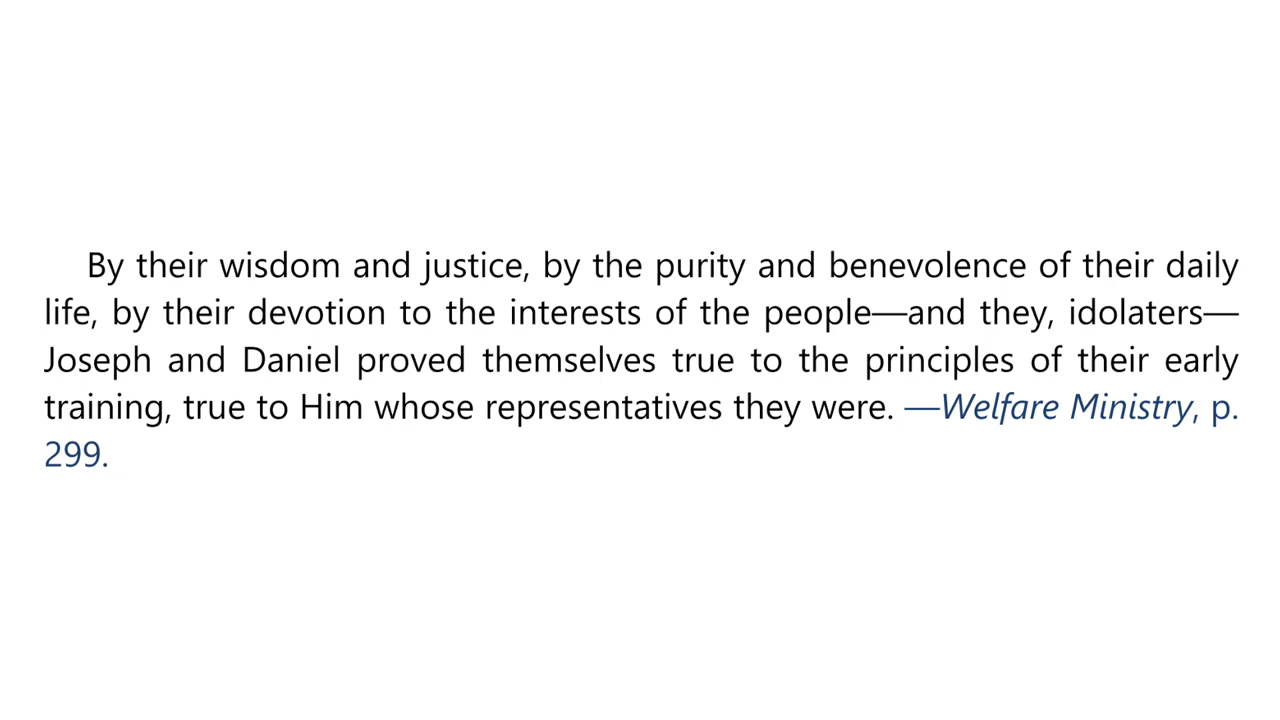 By their wisdom and justice, by the purity and benevolence of their daily
life, by their devotion to the interests of the people—and they, idolaters—
Joseph and Daniel proved themselves true to the principles of their early
training, true to Him whose representatives they were. —Welfare Ministry, p.
299.